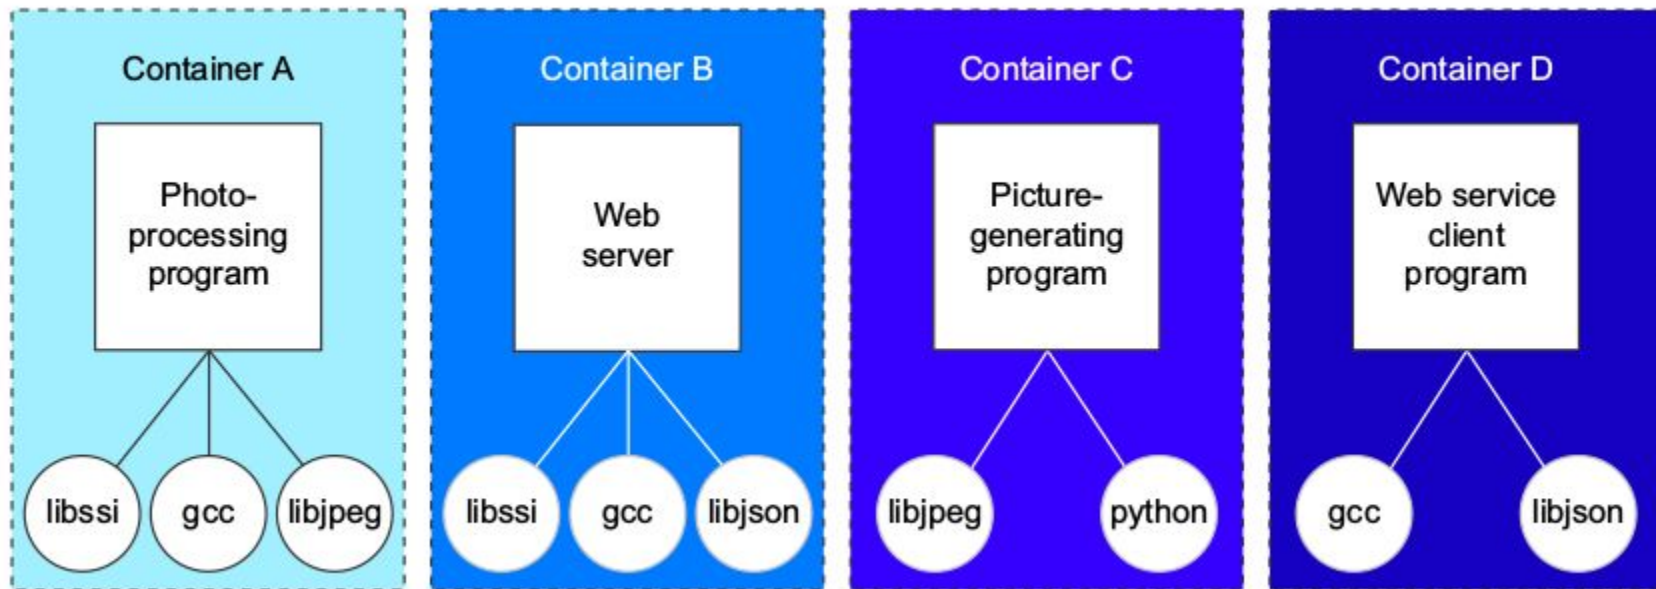 Container A
Photo-
processing
program
libssi
gcc
libjpeg
Container B
Web
server
libssi
gcc
libjson
Container C
Picture-
generating
program
libjpeg
python
Container D
Web service
client
program
gcc
libjson